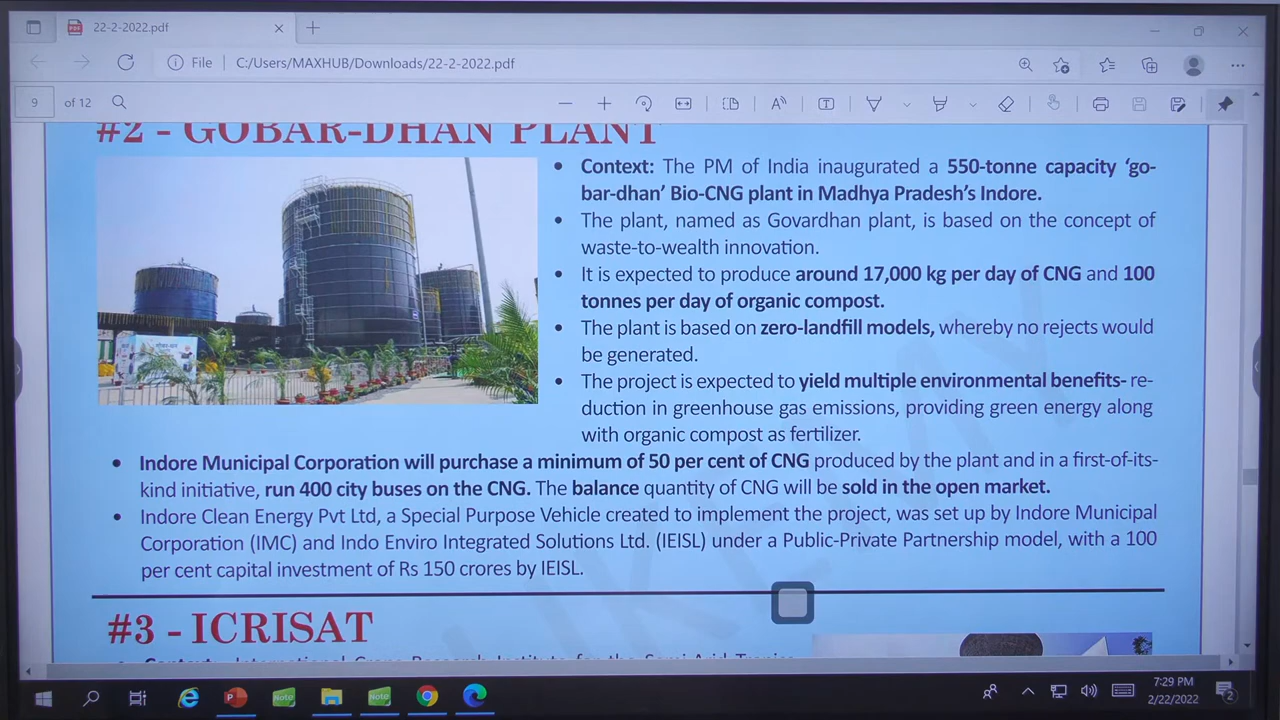 22-2-2022.pdf
File
C:/Users/MAXHUB/Downloads/22-2-2022.pdf
9 of 12
#2 - GOBAR-DHAN PLANT
• Context: The PM of India inaugurated a 550-tonne capacity ‘go-
bar-dhan’ Bio-CNG plant in Madhya Pradesh’s Indore.
• The plant, named as Govardhan plant, is based on the concept of
waste-to-wealth innovation.
• It is expected to produce around 17,000 kg per day of CNG and 100
tonnes per day of organic compost.
• The plant is based on zero-landfill models, whereby no rejects would
be generated.
• The project is expected to yield multiple environmental benefits- re-
duction in greenhouse gas emissions, providing green energy along
with organic compost as fertilizer.
• Indore Municipal Corporation will purchase a minimum of 50 per cent of CNG produced by the plant and in a first-of-its-
kind initiative, run 400 city buses on the CNG. The balance quantity of CNG will be sold in the open market.
• Indore Clean Energy Pvt Ltd, a Special Purpose Vehicle created to implement the project, was set up by Indore Municipal
Corporation (IMC) and Indo Enviro Integrated Solutions Ltd. (IEISL) under a Public-Private Partnership model, with a 100
per cent capital investment of Rs 150 crores by IEISL.
#3 - ICRISAT
• Context: International Crops Research Institute for the Semi-Arid Tropics
7:29 PM
2/22/2022